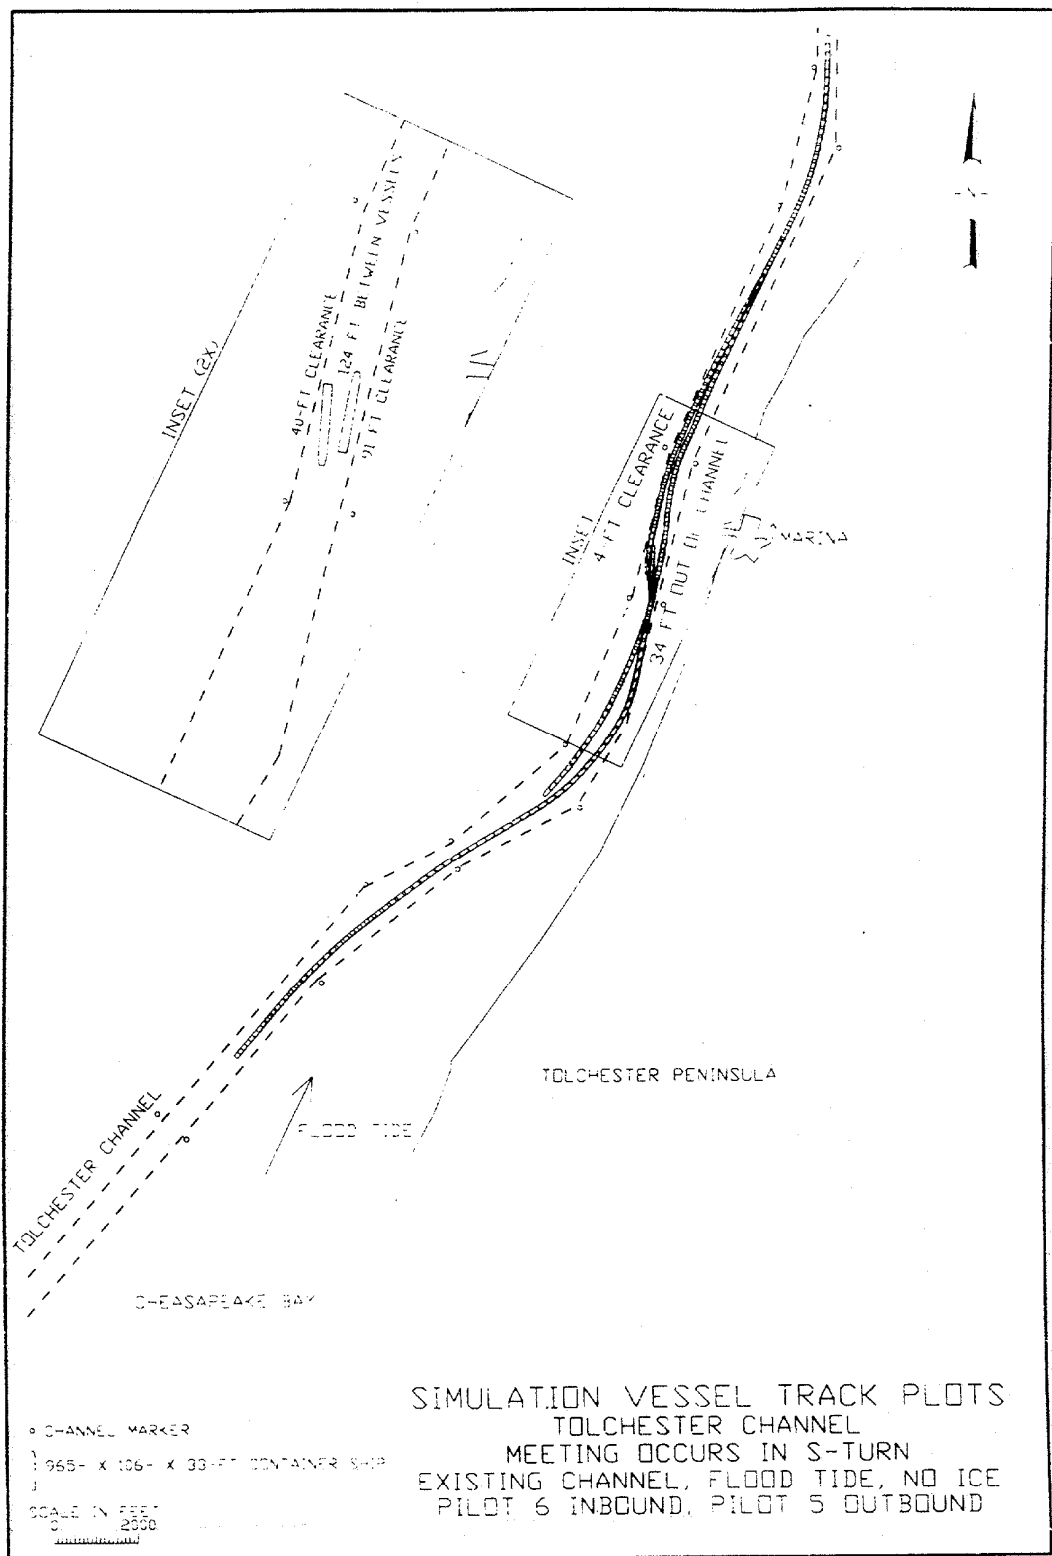 INSET (2X)
40-FT CLEARANCE
124 FT BETWEEN VESSELS
91 FT CLEARANCE
N
INSET
4-FT CLEARANCE
34 FT OUT OF CHANNEL
MARINA
TOLCHESTER PENINSULA
FLOOD TIDE
TOLCHESTER CHANNEL
CHEASAPEAKE BAY
SIMULATION VESSEL TRACK PLOTS
TOLCHESTER CHANNEL
MEETING OCCURS IN S-TURN
EXISTING CHANNEL, FLOOD TIDE, NO ICE
PILOT 6 INBOUND, PILOT 5 OUTBOUND
CHANNEL MARKER
965- X 106- X 33-FT CONTAINER SHIP
SCALE IN FEET
0 2000